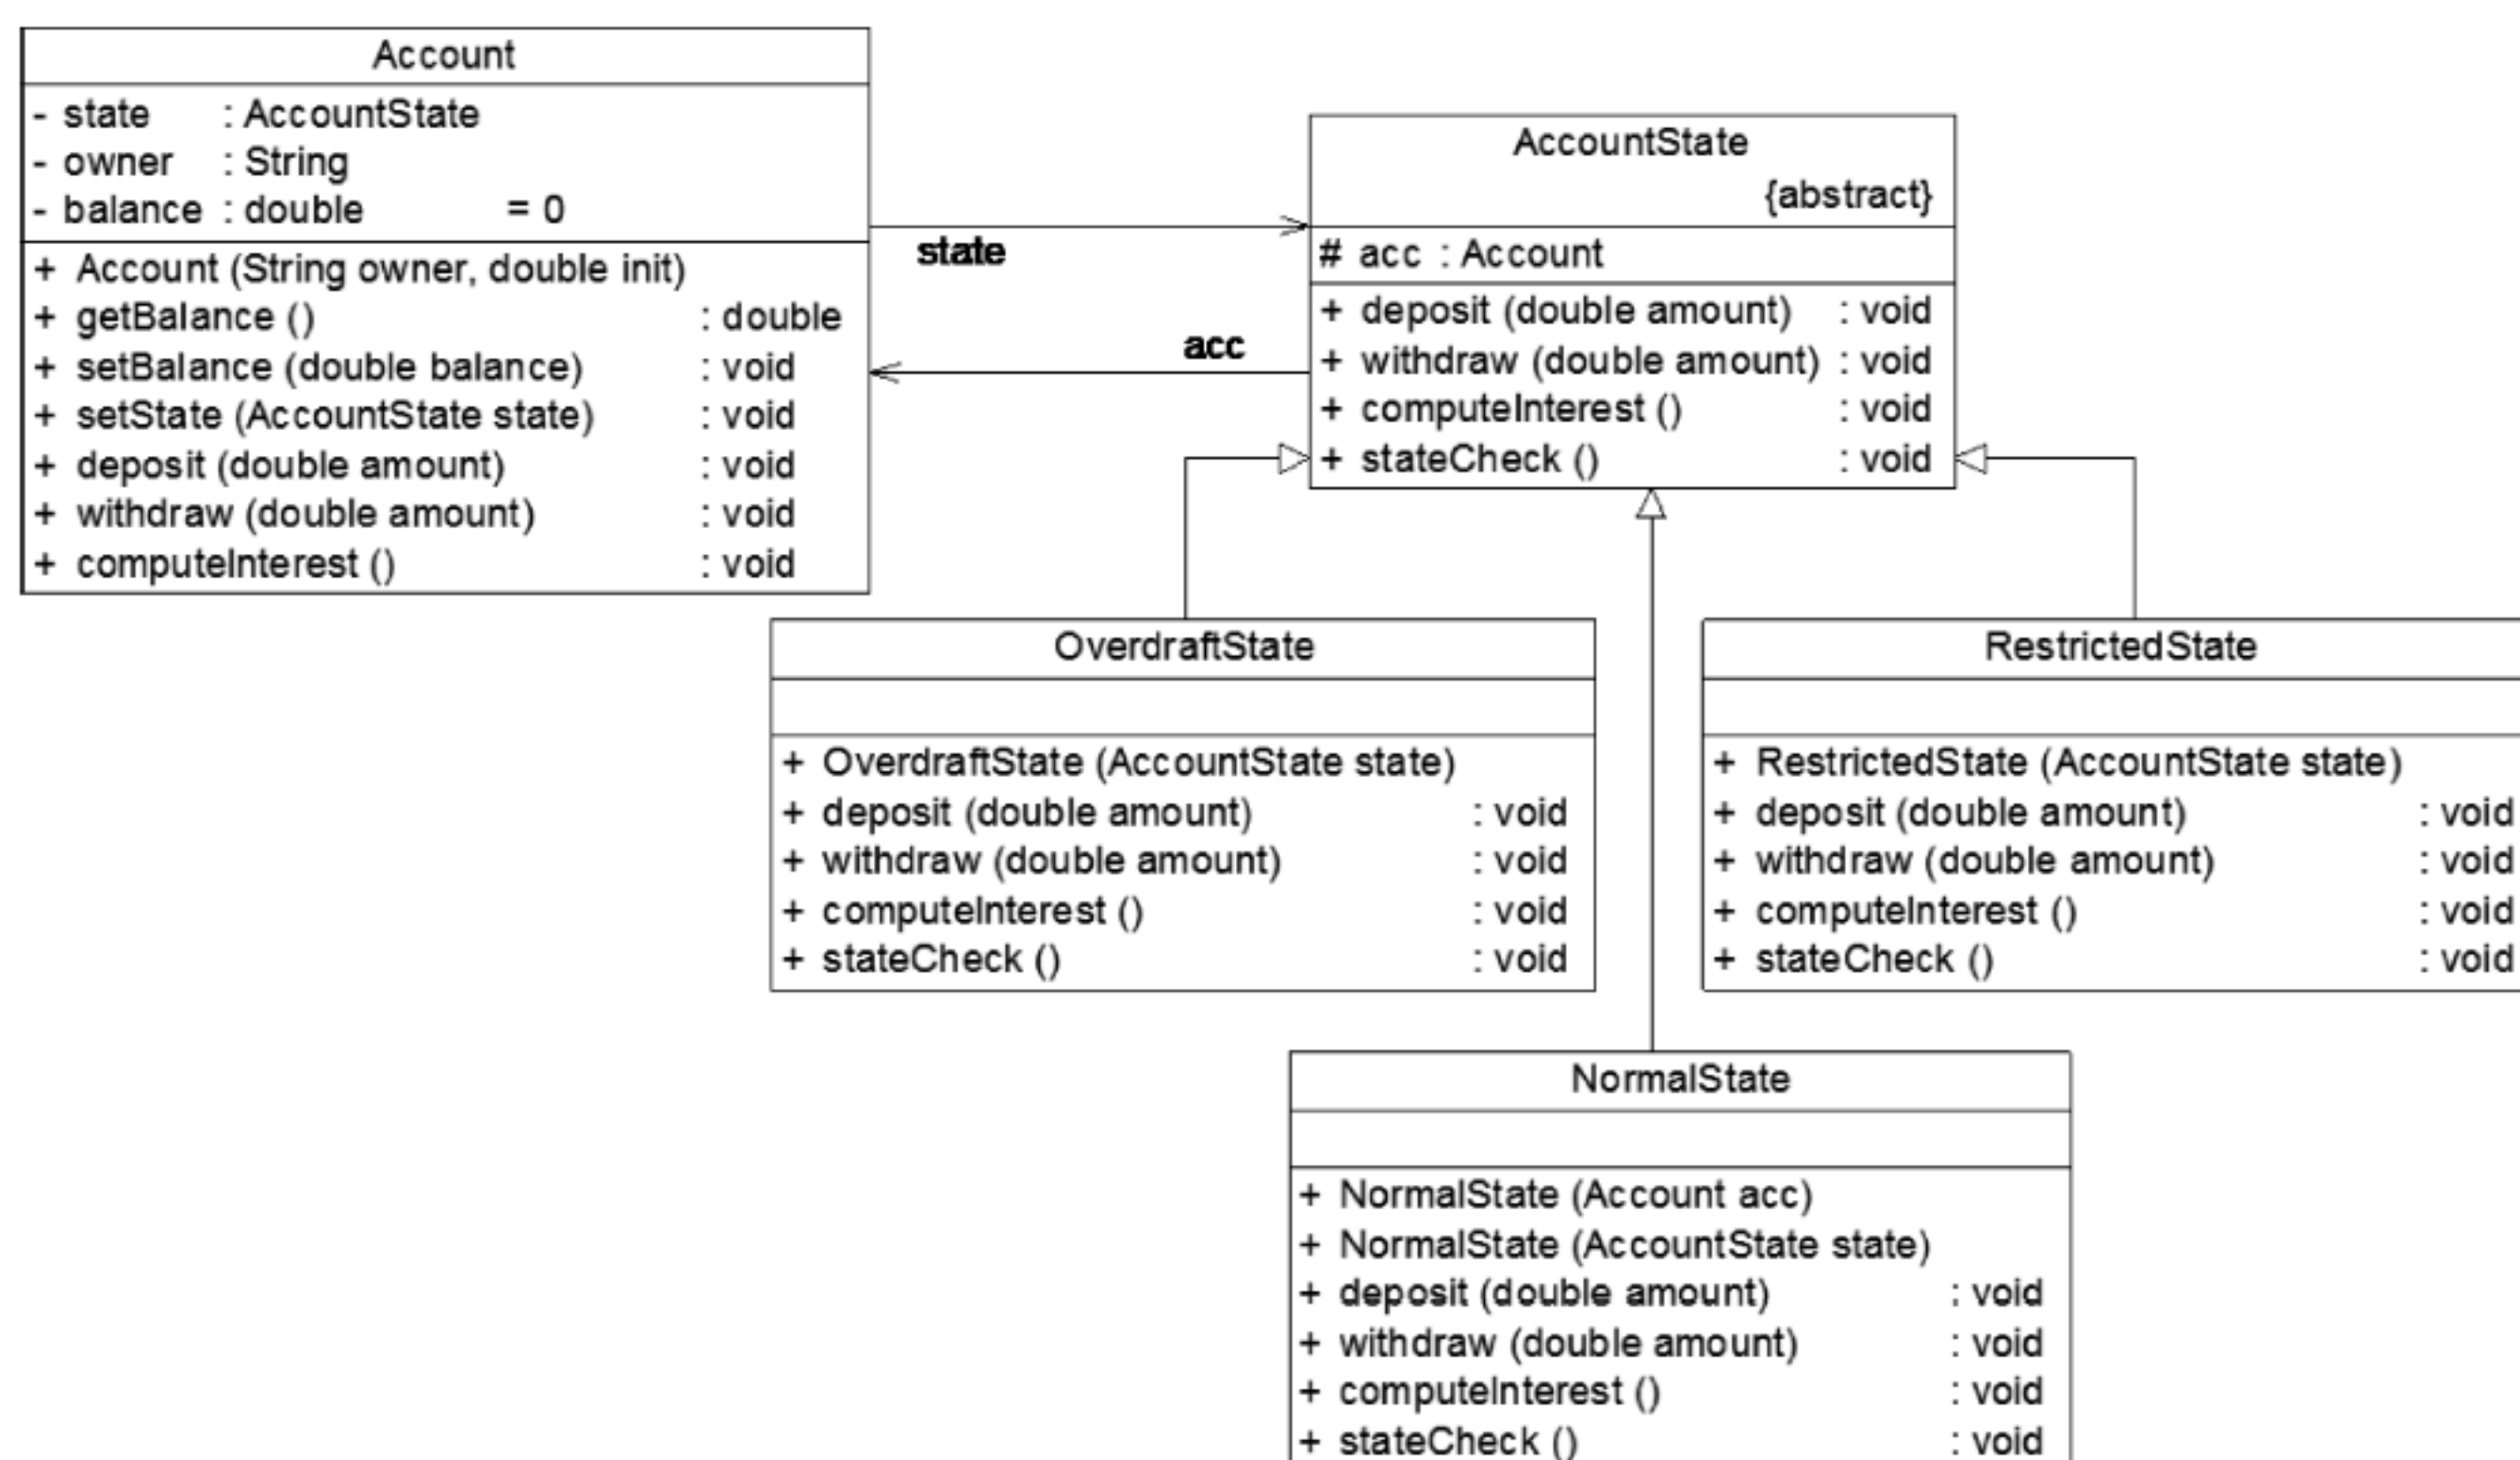 Account
- state : AccountState
- owner : String
- balance : double = 0
+ Account (String owner, double init)
+ getBalance () : double
+ setBalance (double balance) : void
+ setState (AccountState state) : void
+ deposit (double amount) : void
+ withdraw (double amount) : void
+ computeInterest () : void
state
acc
AccountState
{abstract}
# acc : Account
+ deposit (double amount) : void
+ withdraw (double amount) : void
+ computeInterest () : void
+ stateCheck () : void
OverdraftState
+ OverdraftState (AccountState state)
+ deposit (double amount) : void
+ withdraw (double amount) : void
+ computeInterest () : void
+ stateCheck () : void
RestrictedState
+ RestrictedState (AccountState state)
+ deposit (double amount) : void
+ withdraw (double amount) : void
+ computeInterest () : void
+ stateCheck () : void
NormalState
+ NormalState (Account acc)
+ NormalState (AccountState state)
+ deposit (double amount) : void
+ withdraw (double amount) : void
+ computeInterest () : void
+ stateCheck () : void